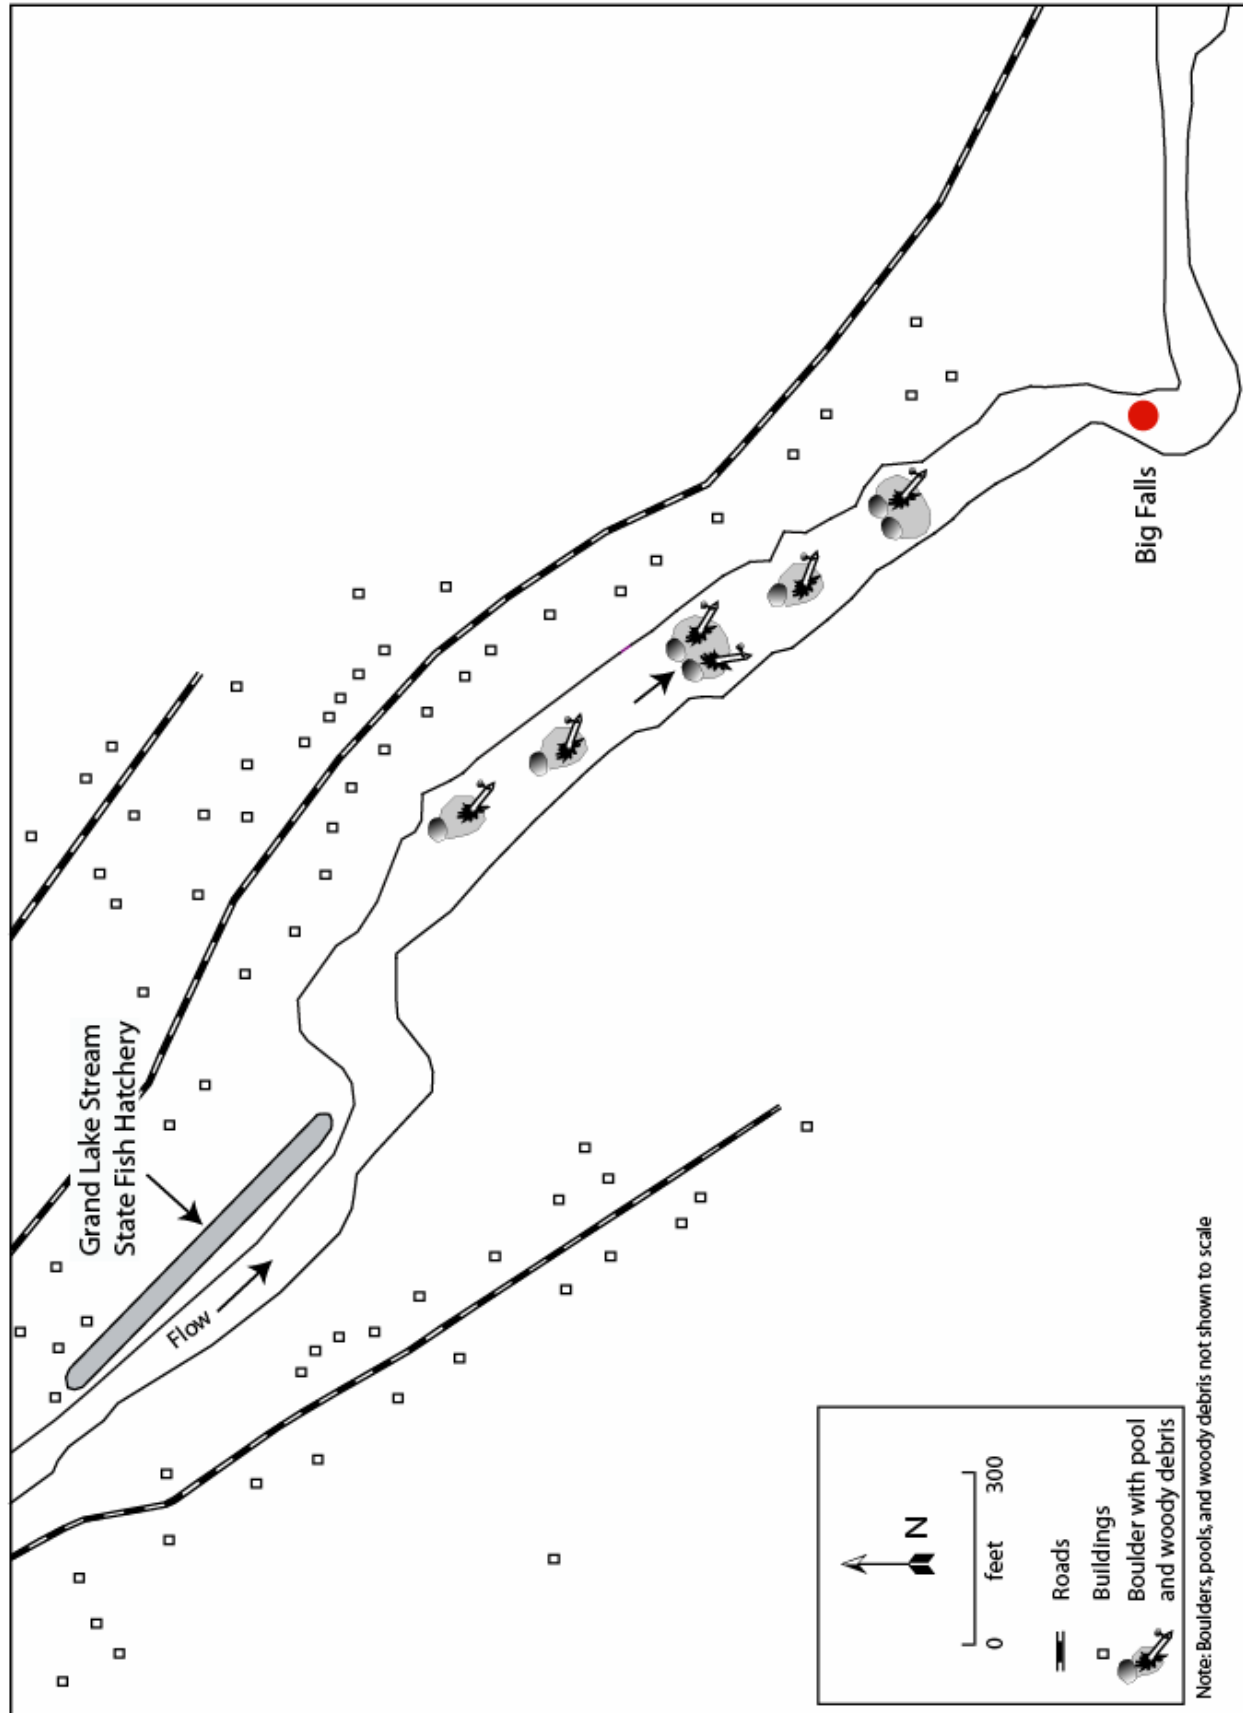 Grand Lake Stream
State Fish Hatchery
Flow
Big Falls
N
0 feet 300
Roads
Buildings
Boulder with pool
and woody debris
Note: Boulders, pools, and woody debris not shown to scale